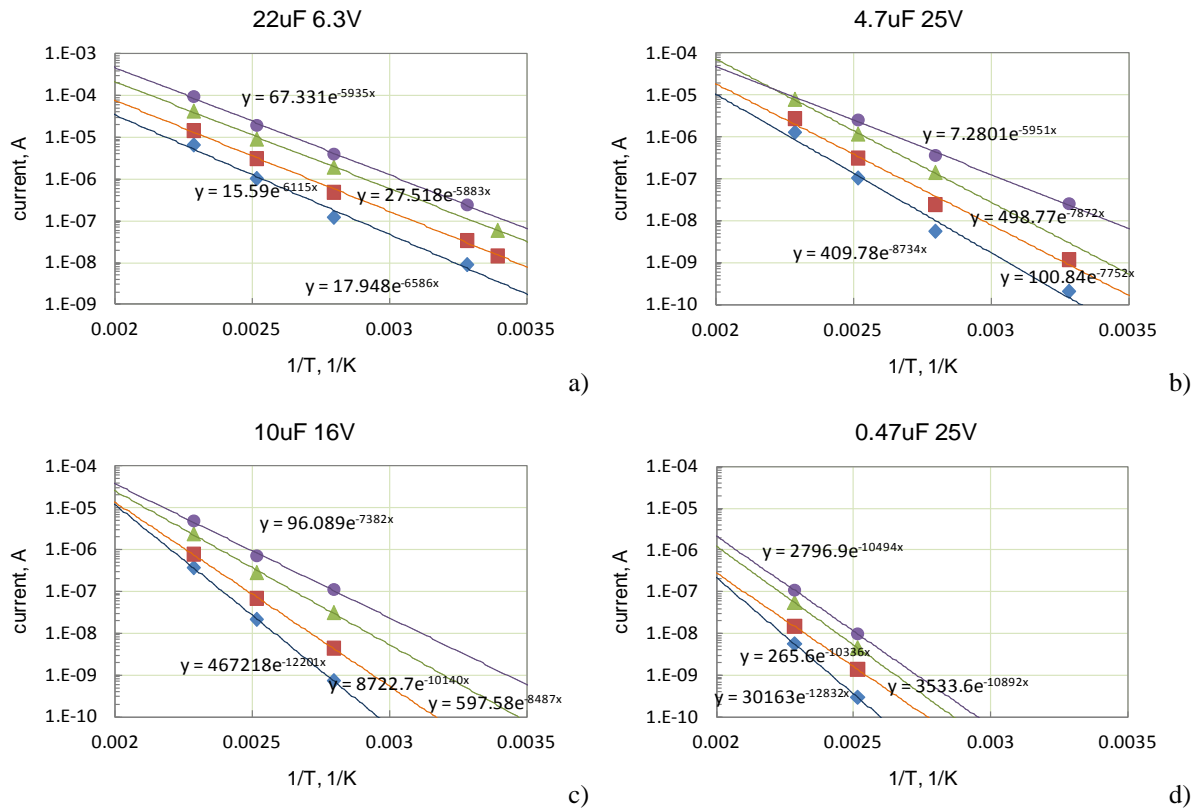 22uF 6.3V
1.E-03
1.E-04
1.E-05
1.E-06
1.E-07
1.E-08
1.E-09
current, A
y = 67.331e^-5935x
y = 15.59e^-6115x
y = 27.518e^-5883x
y = 17.948e^-6586x
0.002 0.0025 0.003 0.0035
1/T, 1/K
a)
4.7uF 25V
1.E-04
1.E-05
1.E-06
1.E-07
1.E-08
1.E-09
1.E-10
current, A
y = 7.2801e^-5951x
y = 498.77e^-7872x
y = 409.78e^-8734x
y = 100.84e^-7752x
0.002 0.0025 0.003 0.0035
1/T, 1/K
b)
10uF 16V
1.E-04
1.E-05
1.E-06
1.E-07
1.E-08
1.E-09
1.E-10
current, A
y = 96.089e^-7382x
y = 467218e^-12201x
y = 8722.7e^-10140x
y = 597.58e^-8487x
0.002 0.0025 0.003 0.0035
1/T, 1/K
c)
0.47uF 25V
1.E-04
1.E-05
1.E-06
1.E-07
1.E-08
1.E-09
1.E-10
current, A
y = 2796.9e^-10494x
y = 265.6e^-10336x
y = 30163e^-12832x
y = 3533.6e^-10892x
0.002 0.0025 0.003 0.0035
1/T, 1/K
d)